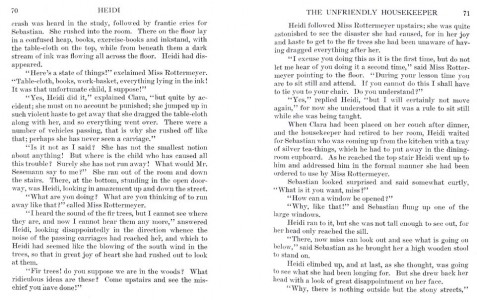 70 HEIDI
crash was heard in the study, followed by frantic cries for
Sebastian. She rushed into the room. There on the floor lay
in a confused heap, books, exercise-books and inkstand, with
the table-cloth on the top, while from beneath them a dark
stream of ink was flowing all across the floor. Heidi had dis-
appeared.
"Here's a state of things!" exclaimed Miss Rottermeyer.
"Table-cloth, books, work-basket, everything lying in the ink!
It was that unfortunate child, I suppose!"
"Yes, Heidi did it," explained Clara, "but quite by ac-
cident; she must on no account be punished; she jumped up in
such violent haste to get away that she dragged the table-cloth
along with her, and so everything went over. There were a
number of vehicles passing, that is why she rushed off like
that; perhaps she has never seen a carriage."
"Is it not as I said? She has not the smallest notion
about anything! But where is the child who has caused all
this trouble? Surely she has not run away! What would Mr.
Sesemann say to me?" She ran out of the room and down
the stairs. There, at the bottom, standing in the open door-
way, was Heidi, looking in amazement up and down the street.
"What are you doing? What are you thinking of to run
away like that?" called Miss Rottermeyer.
"I heard the sound of the fir trees, but I cannot see where
they are, and now I cannot hear them any more," answered
Heidi, looking disappointedly in the direction whence the
noise of the passing carriages had reached her, and which to
Heidi had seemed like the blowing of the south wind in the
trees, so that in great joy of heart she had rushed out to look
at them.
"Fir trees! do you suppose we are in the woods? What
ridiculous ideas are these! Come upstairs and see the mis-
chief you have done!"
THE UNFRIENDLY HOUSEKEEPER 71
Heidi followed Miss Rottermeyer upstairs; she was quite
astonished to see the disaster she had caused, for in her joy
and haste to get to the fir trees she had been unaware of hav-
ing dragged everything after her.
"I excuse you doing this as it is the first time, but do not
let me hear of you doing it a second time," said Miss Rotter-
meyer pointing to the floor. "During your lesson time you
are to sit still and attend. If you cannot do this I shall have
to tie you to your chair. Do you understand?"
"Yes," replied Heidi, "but I will certainly not move
again," for now she understood that it was a rule to sit still
while she was being taught.
When Clara had been placed on her couch after dinner,
and the housekeeper had retired to her room, Heidi waited
for Sebastian who was coming up from the kitchen with a tray
of silver tea-things, which he had to put away in the dining-
room cupboard. As he reached the top stair Heidi went up to
him and addressed him in the formal manner she had been
ordered to use by Miss Rottermeyer.
Sebastian looked surprised and said somewhat curtly,
"What is it you want, miss?"
"How can a window be opened?"
"Why, like that!" and Sebastian flung up one of the
large windows.
Heidi ran to it, but she was not tall enough to see out, for
her head only reached the sill.
"There, now miss can look out and see what is going on
below," said Sebastian as he brought her a high wooden stool
to stand on.
Heidi climbed up, and at last, as she thought, was going
to see what she had been longing for. But she drew back her
head with a look of great disappointment on her face.
"Why, there is nothing outside but the stony streets,"